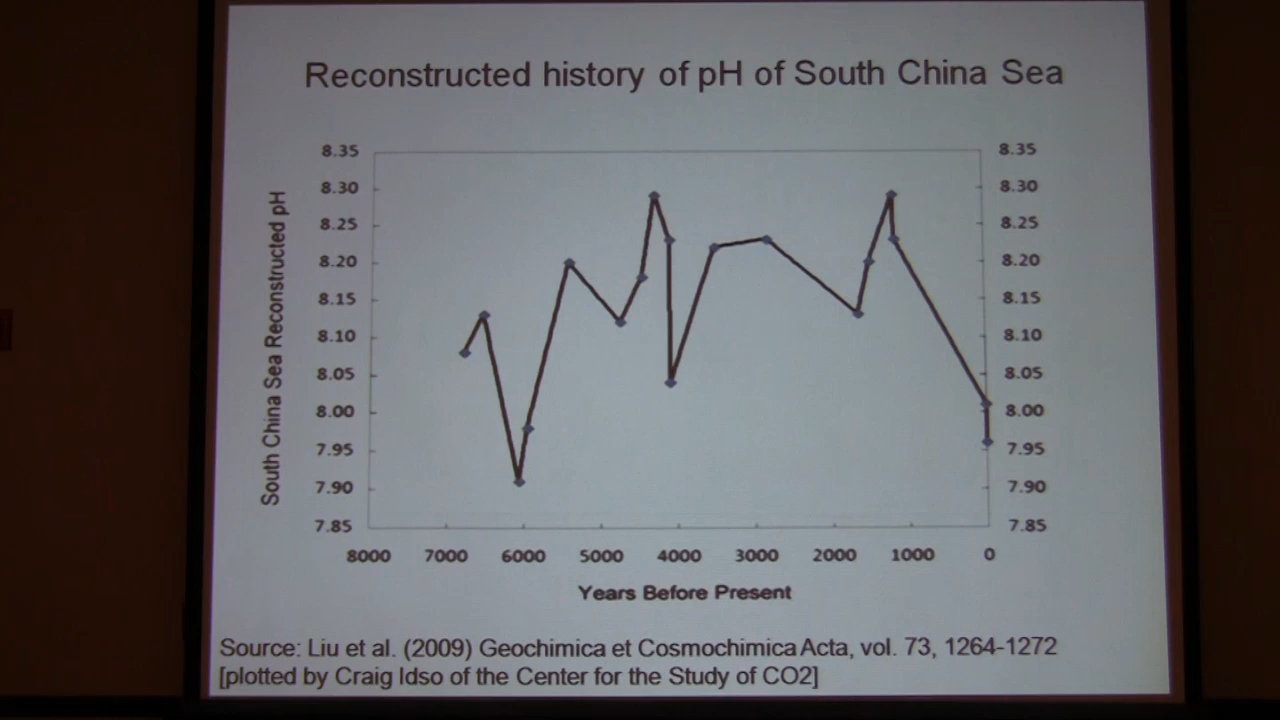 Reconstructed history of pH of South China Sea
8.35 8.35
8.30 8.30
8.25 8.25
8.20 8.20
8.15 8.15
8.10 8.10
8.05 8.05
8.00 8.00
7.95 7.95
7.90 7.90
7.85 7.85
South China Sea Reconstructed pH
8000 7000 6000 5000 4000 3000 2000 1000 0
Years Before Present
Source: Liu et al. (2009) Geochimica et Cosmochimica Acta, vol. 73, 1264-1272
[plotted by Craig Idso of the Center for the Study of CO2]